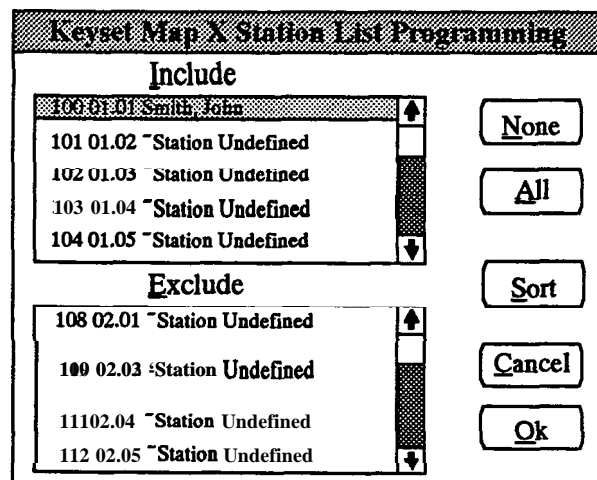 Keyset Map X Station List Programming
Include
100 01.01 Smith, John
101 01.02 ~Station Undefined
102 01.03 ~Station Undefined
103 01.04 ~Station Undefined
104 01.05 ~Station Undefined
None
All
Exclude
108 02.01 ~Station Undefined
109 02.03 ~Station Undefined
11102.04 ~Station Undefined
112 02.05 ~Station Undefined
Sort
Cancel
Ok